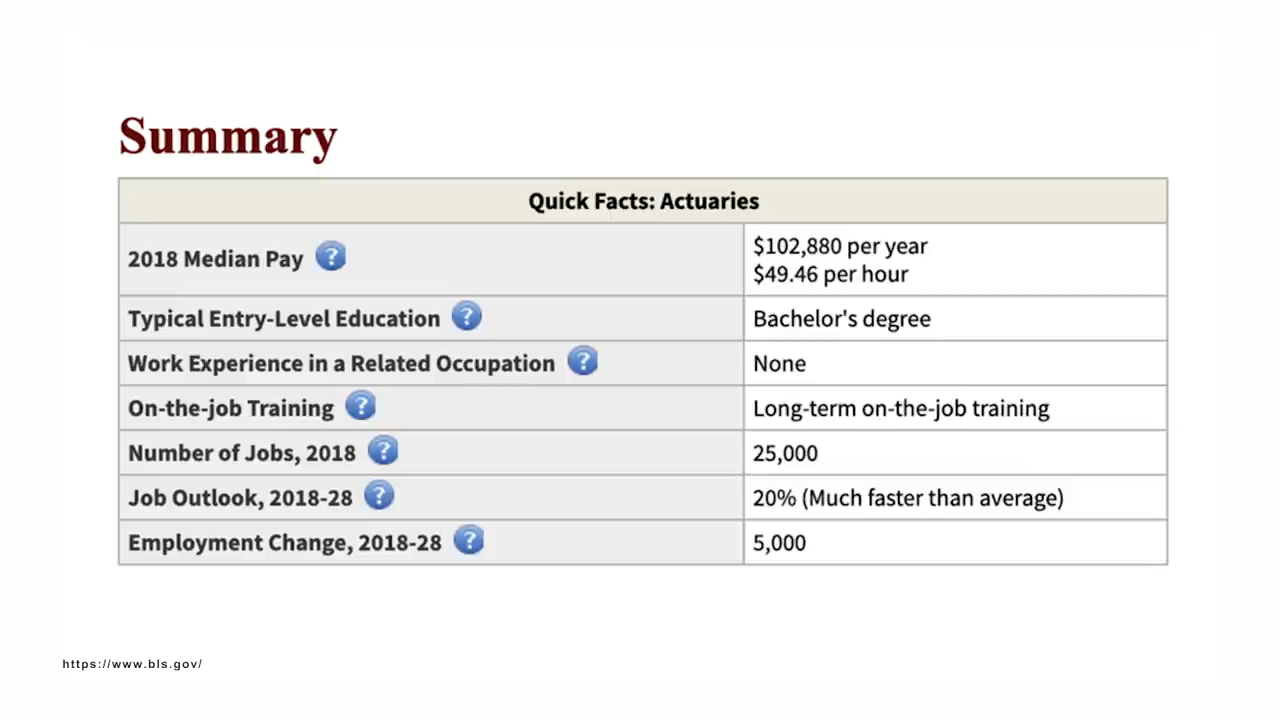 Summary
Quick Facts: Actuaries
2018 Median Pay ?
$102,880 per year
$49.46 per hour
Typical Entry-Level Education ?
Bachelor's degree
Work Experience in a Related Occupation ?
None
On-the-job Training ?
Long-term on-the-job training
Number of Jobs, 2018 ?
25,000
Job Outlook, 2018-28 ?
20% (Much faster than average)
Employment Change, 2018-28 ?
5,000
https://www.bls.gov/